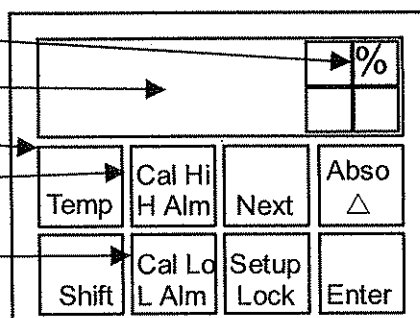 %
Cal Hi
Abso
Temp
H Alm
Next
△
Cal Lo
Setup
Shift
L Alm
Lock
Enter